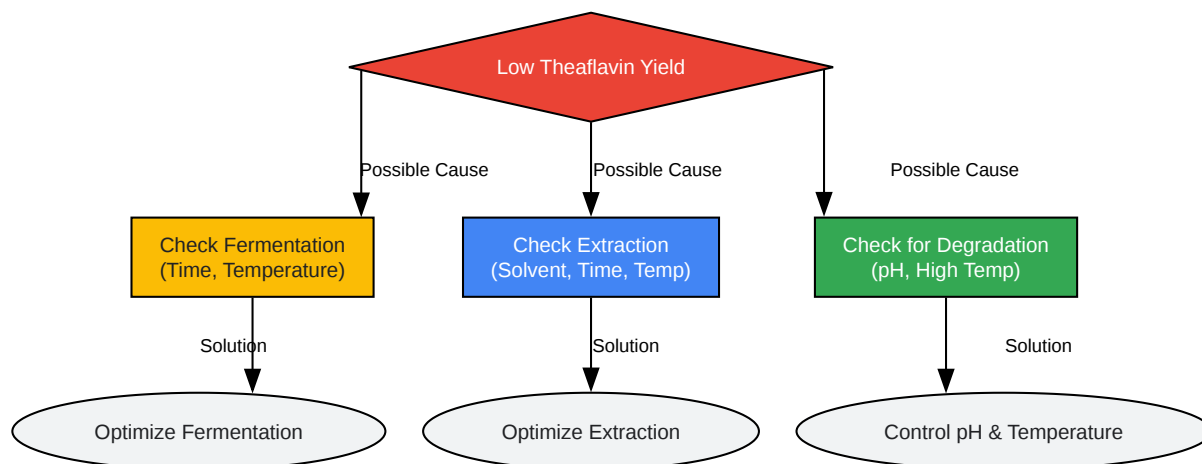 Low Theaflavin Yield
Possible Cause
Possible Cause
Possible Cause
Check Fermentation
(Time, Temperature)
Check Extraction
(Solvent, Time, Temp)
Check for Degradation
(pH, High Temp)
Solution
Solution
Solution
Optimize Fermentation
Optimize Extraction
Control pH & Temperature